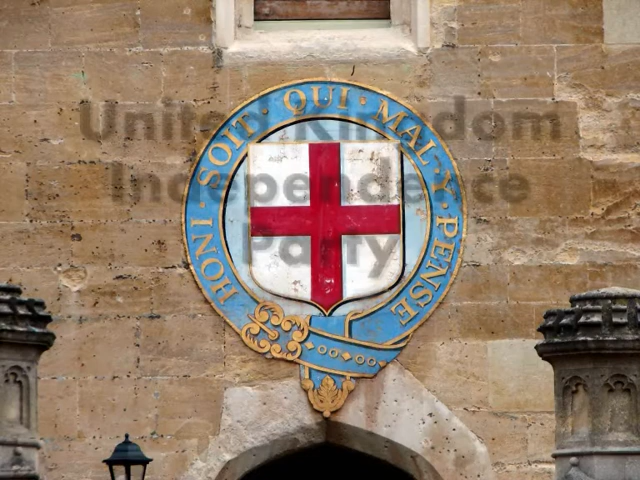 HONI · SOIT · QUI · MAL · Y · PENSE
United Kingdom
Independence
Party